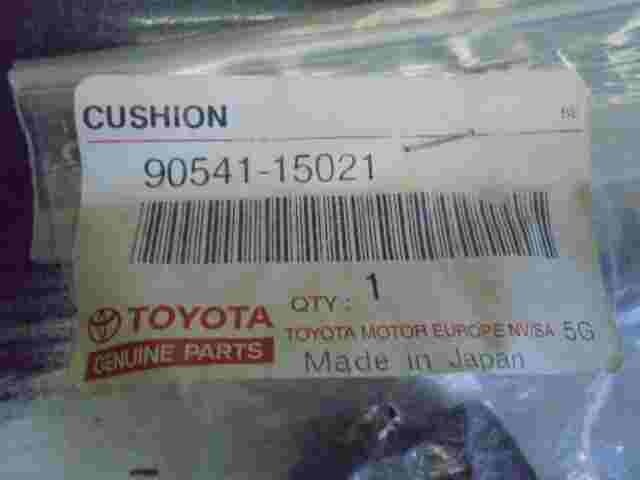 CUSHION
90541-15021
QTY: 1
TOYOTA
GENUINE PARTS
TOYOTA MOTOR EUROPE NV/SA 5G
Made in Japan